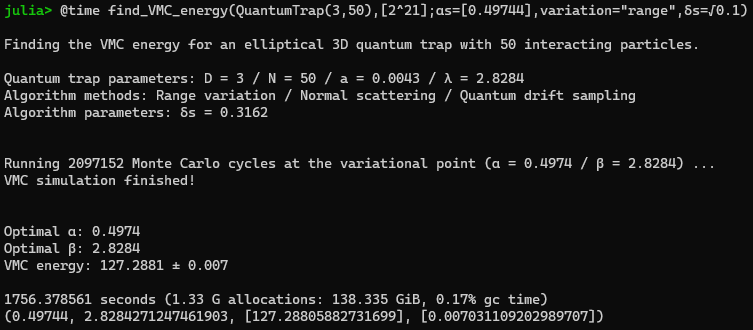 julia> @time find_VMC_energy(QuantumTrap(3,50),[2^21];αs=[0.49744],variation="range",δs=√0.1)
Finding the VMC energy for an elliptical 3D quantum trap with 50 interacting particles.
Quantum trap parameters: D = 3 / N = 50 / a = 0.0043 / λ = 2.8284
Algorithm methods: Range variation / Normal scattering / Quantum drift sampling
Algorithm parameters: δs = 0.3162
Running 2097152 Monte Carlo cycles at the variational point (α = 0.4974 / β = 2.8284) ...
VMC simulation finished!
Optimal α: 0.4974
Optimal β: 2.8284
VMC energy: 127.2881 ± 0.007
1756.378561 seconds (1.33 G allocations: 138.335 GiB, 0.17% gc time)
(0.49744, 2.8284271247461903, [127.28805882731699], [0.007031109202989707])